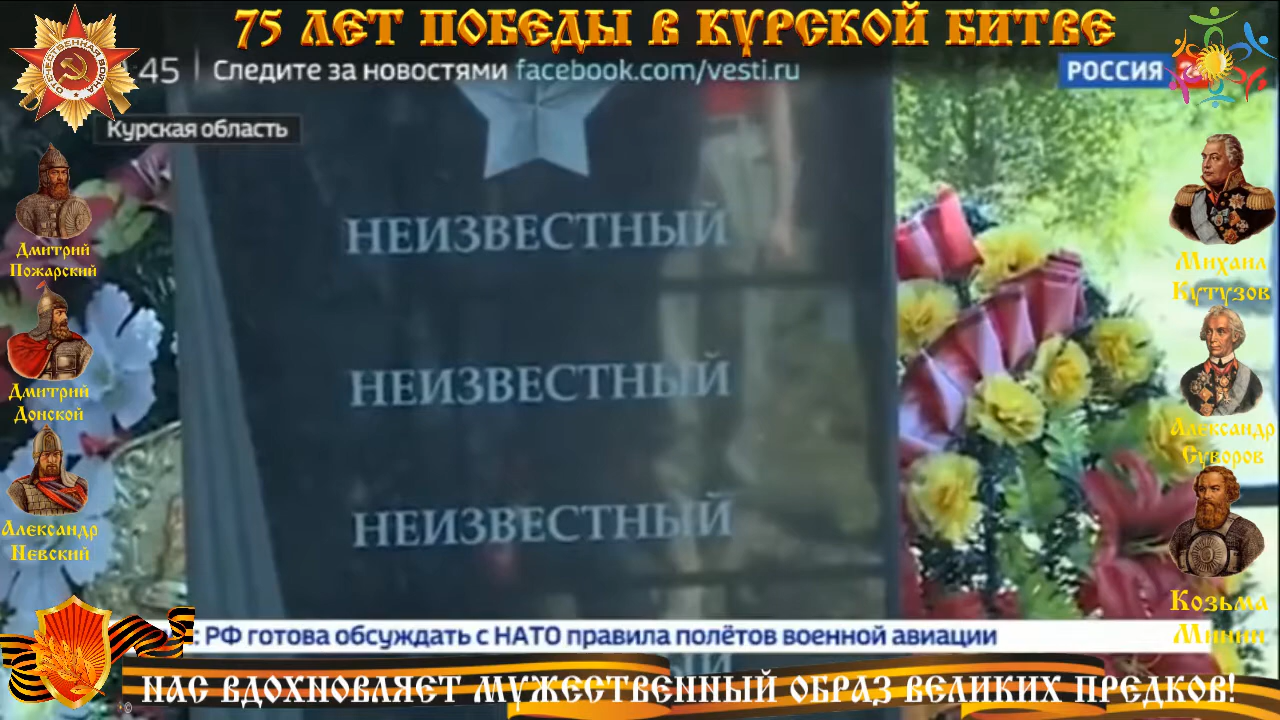 75 ЛЕТ ПОБЕДЫ В КУРСКОЙ БИТВЕ
ОТЕЧЕСТВЕННАЯ ВОЙНА
:45 Следите за новостями facebook.com/vesti.ru
РОССИЯ
Курская область
НЕИЗВЕСТНЫЙ
НЕИЗВЕСТНЫЙ
НЕИЗВЕСТНЫЙ
Дмитрий
Пожарский
Дмитрий
Донской
Александр
Невский
Михаил
Кутузов
Александр
Суворов
Козьма
Минин
: РФ готова обсуждать с НАТО правила полётов военной авиации
НАС ВДОХНОВЛЯЕТ МУЖЕСТВЕННЫЙ ОБРАЗ ВЕЛИКИХ ПРЕДКОВ!